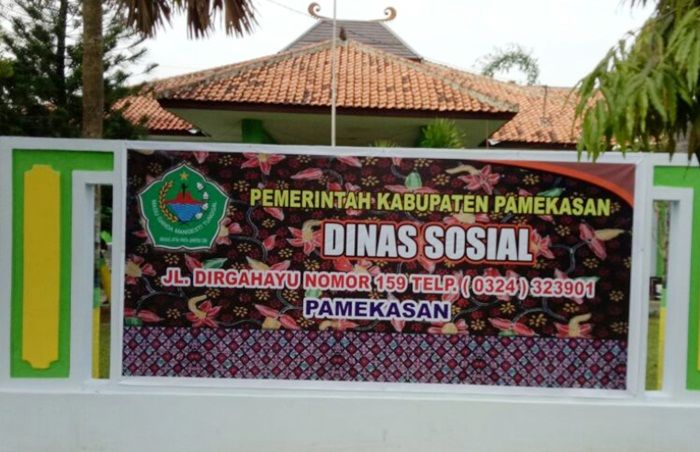 PEMERINTAH KABUPATEN PAMEKASAN
DINAS SOSIAL
JL. DIRGAHAYU NOMOR 159 TELP. ( 0324 ) 323901
PAMEKASAN